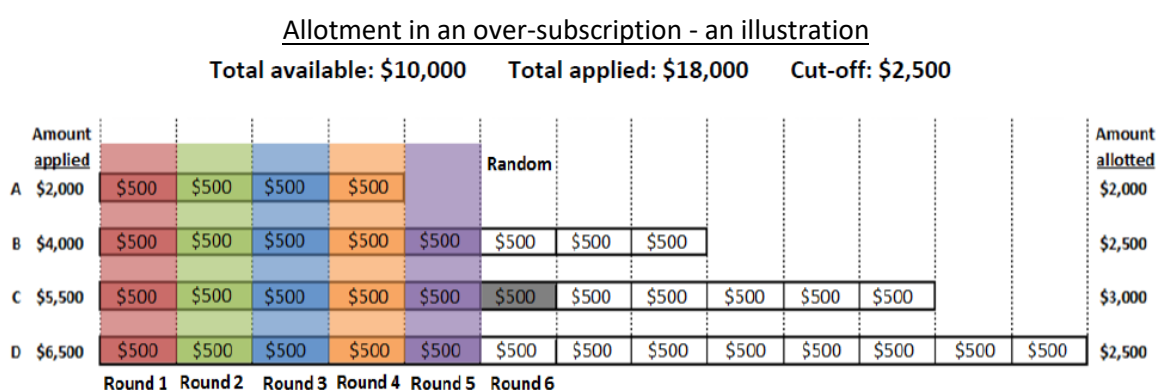 Allotment in an over-subscription - an illustration
Total available: $10,000 Total applied: $18,000 Cut-off: $2,500
Amount applied Random Amount allotted
A $2,000 $500 $500 $500 $500 $2,000
B $4,000 $500 $500 $500 $500 $500 $500 $500 $500 $2,500
C $5,500 $500 $500 $500 $500 $500 $500 $500 $500 $500 $500 $500 $3,000
D $6,500 $500 $500 $500 $500 $500 $500 $500 $500 $500 $500 $500 $500 $500 $2,500
Round 1 Round 2 Round 3 Round 4 Round 5 Round 6